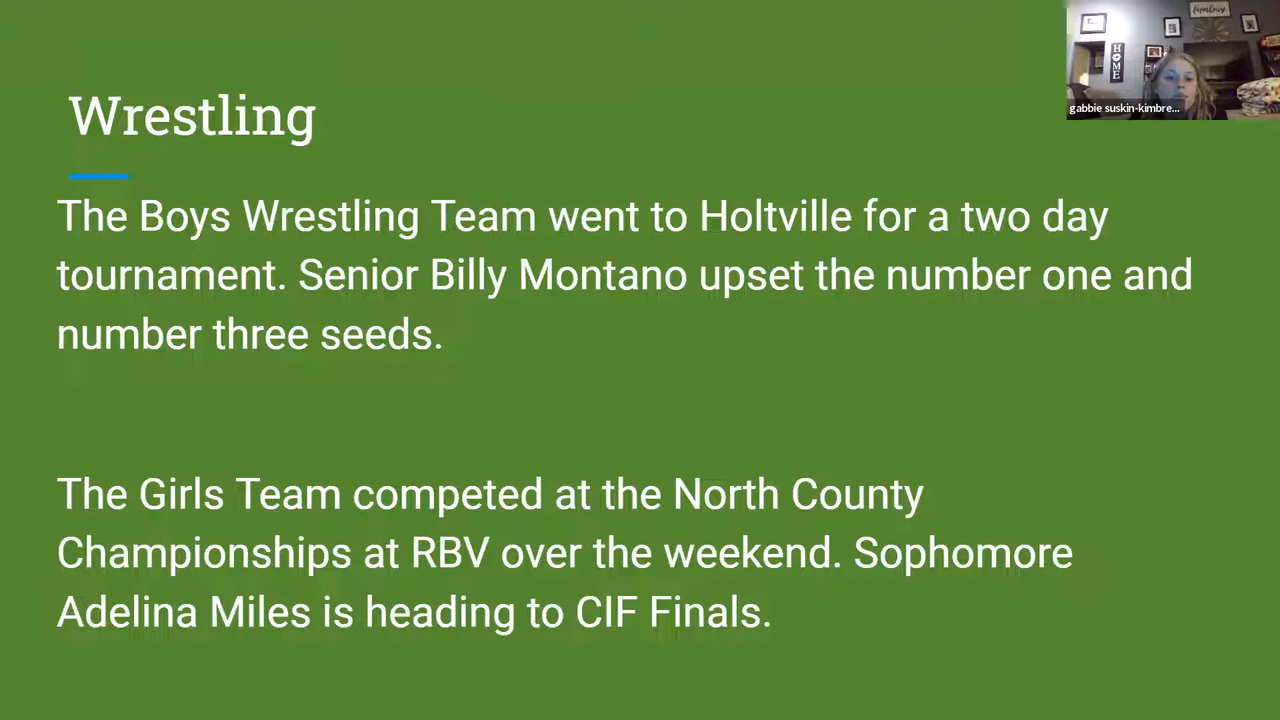 farmhouse
HOME
gabbie suskin-kimbre...
Wrestling
The Boys Wrestling Team went to Holtville for a two day
tournament. Senior Billy Montano upset the number one and
number three seeds.
The Girls Team competed at the North County
Championships at RBV over the weekend. Sophomore
Adelina Miles is heading to CIF Finals.